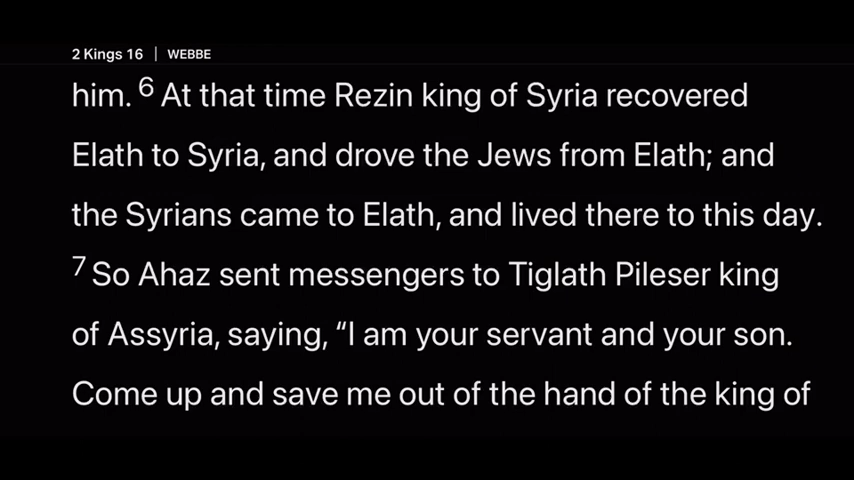 2 Kings 16 | WEBBE
him. 6 At that time Rezin king of Syria recovered
Elath to Syria, and drove the Jews from Elath; and
the Syrians came to Elath, and lived there to this day.
7 So Ahaz sent messengers to Tiglath Pileser king
of Assyria, saying, “I am your servant and your son.
Come up and save me out of the hand of the king of